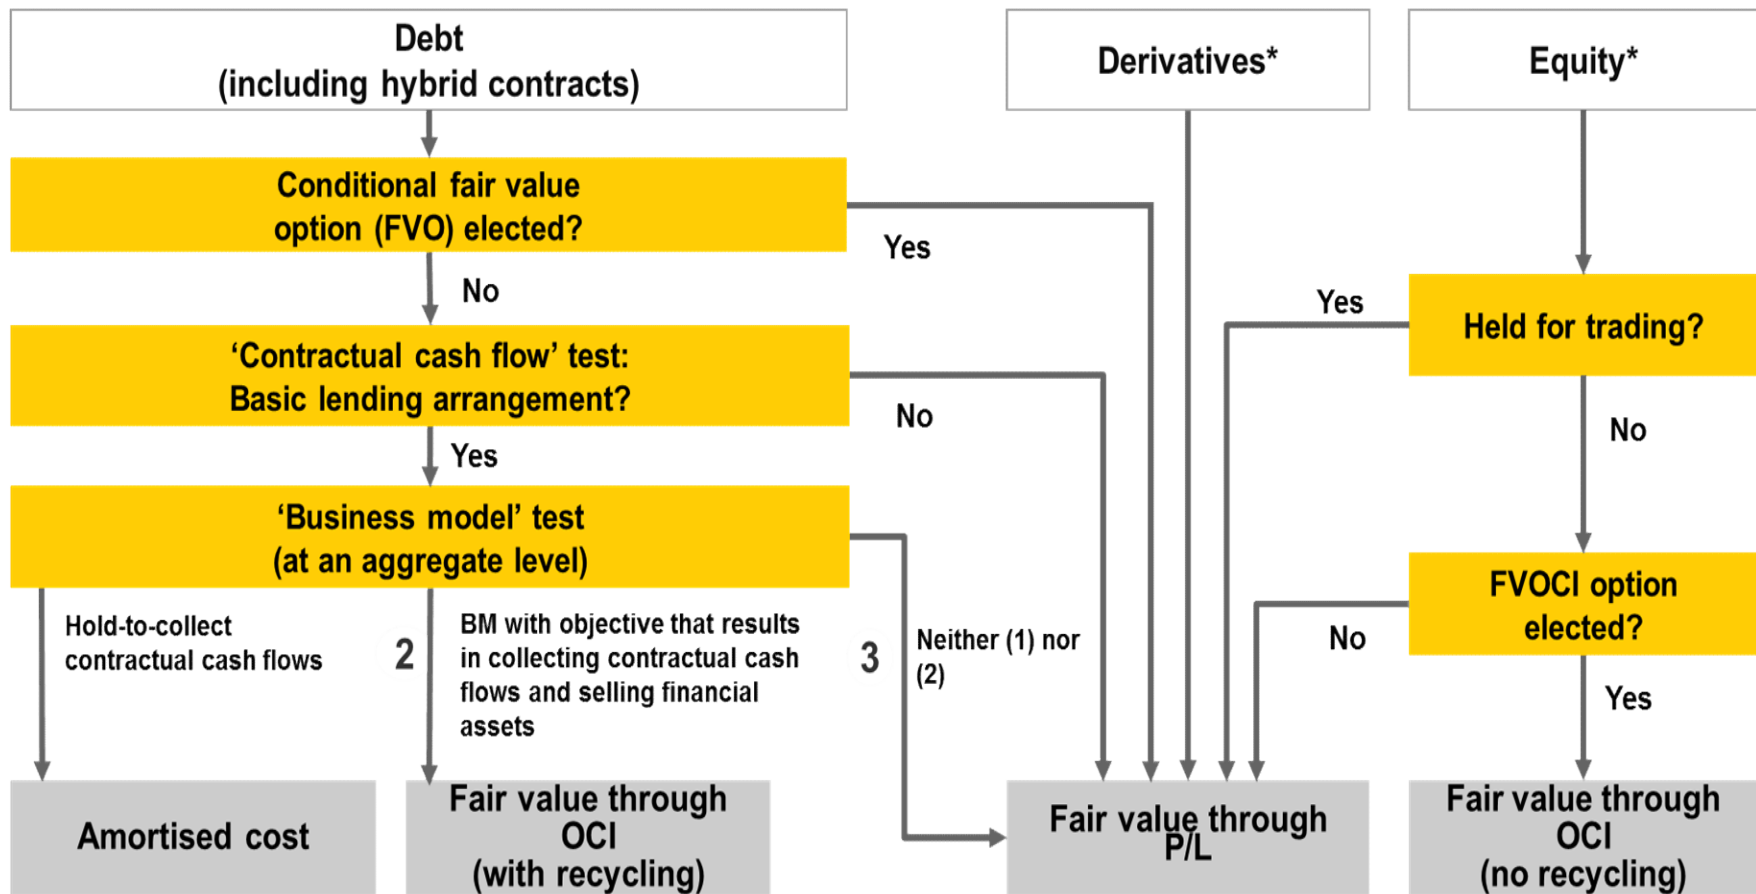 Debt
(including hybrid contracts)
Derivatives*
Equity*
Conditional fair value
option (FVO) elected?
Yes
No
Yes
Held for trading?
‘Contractual cash flow’ test:
Basic lending arrangement?
No
No
Yes
‘Business model’ test
(at an aggregate level)
FVOCI option
elected?
Hold-to-collect
contractual cash flows
2
BM with objective that results
in collecting contractual cash
flows and selling financial
assets
3
Neither (1) nor
(2)
No
Yes
Amortised cost
Fair value through
OCI
(with recycling)
Fair value through
P/L
Fair value through
OCI
(no recycling)